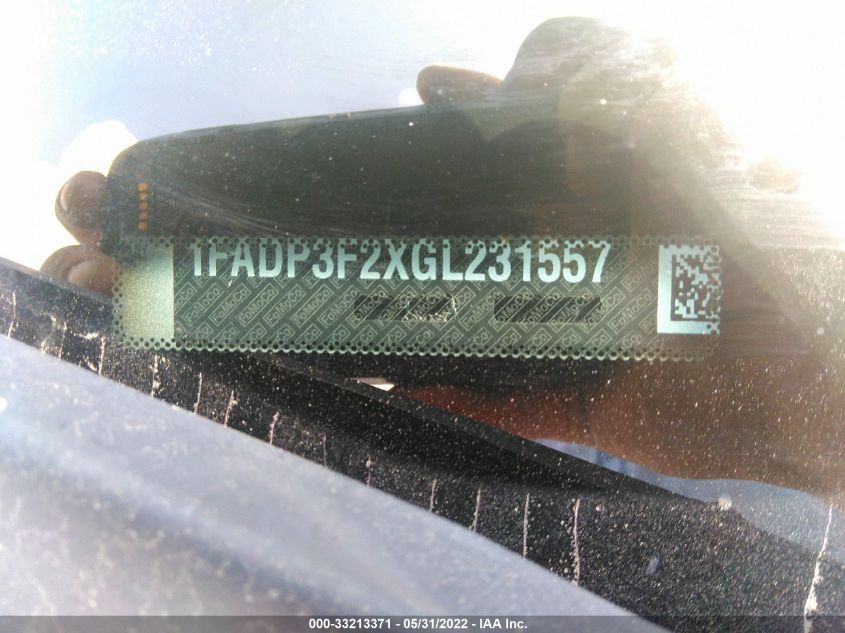 1FADP3F2XGL231557
000-33213371 - 05/31/2022 - IAA Inc.